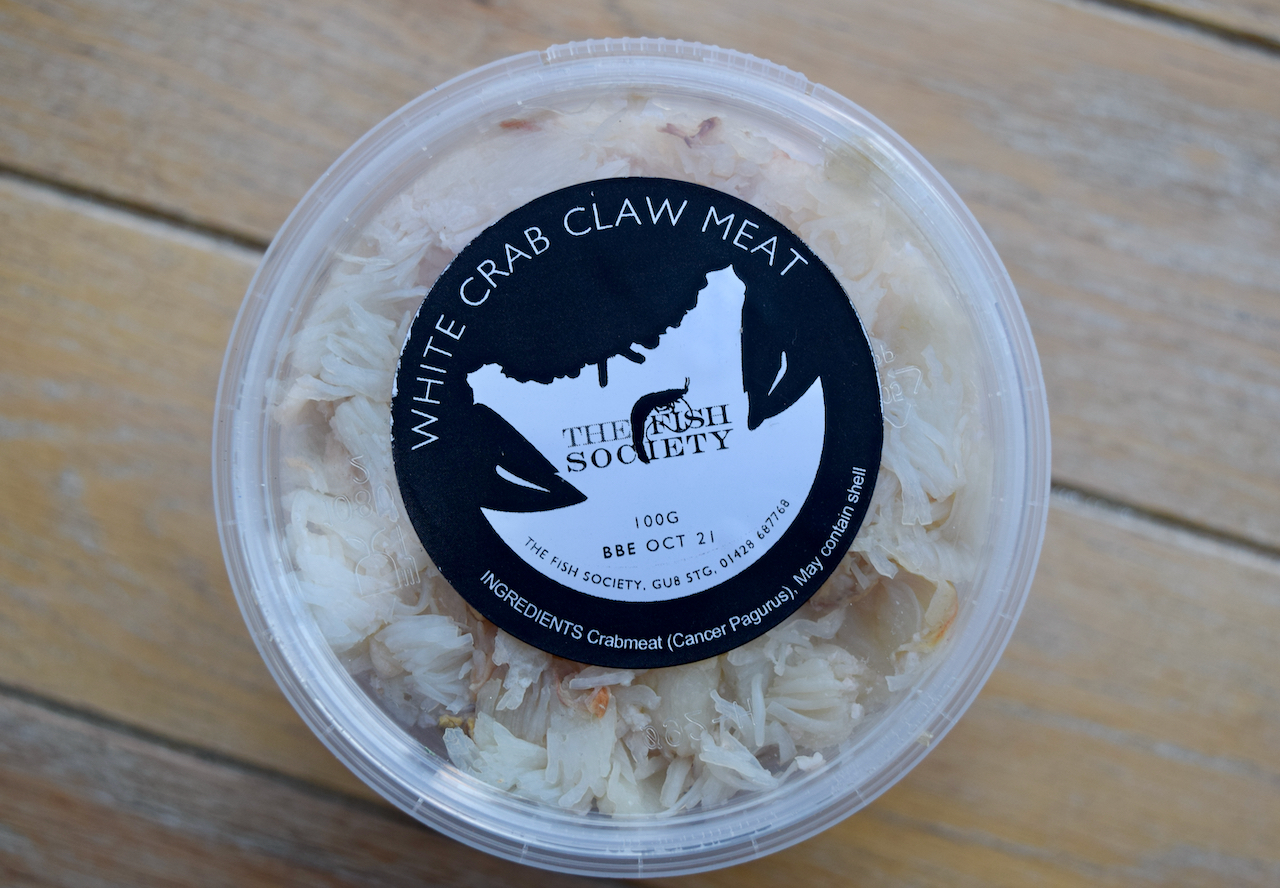 WHITE CRAB CLAW MEAT
THE FISH
SOCIETY
100G
BBE OCT 21
THE FISH SOCIETY, GU8 5TG, 01428 687768
INGREDIENTS Crabmeat (Cancer Pagurus), May contain shell